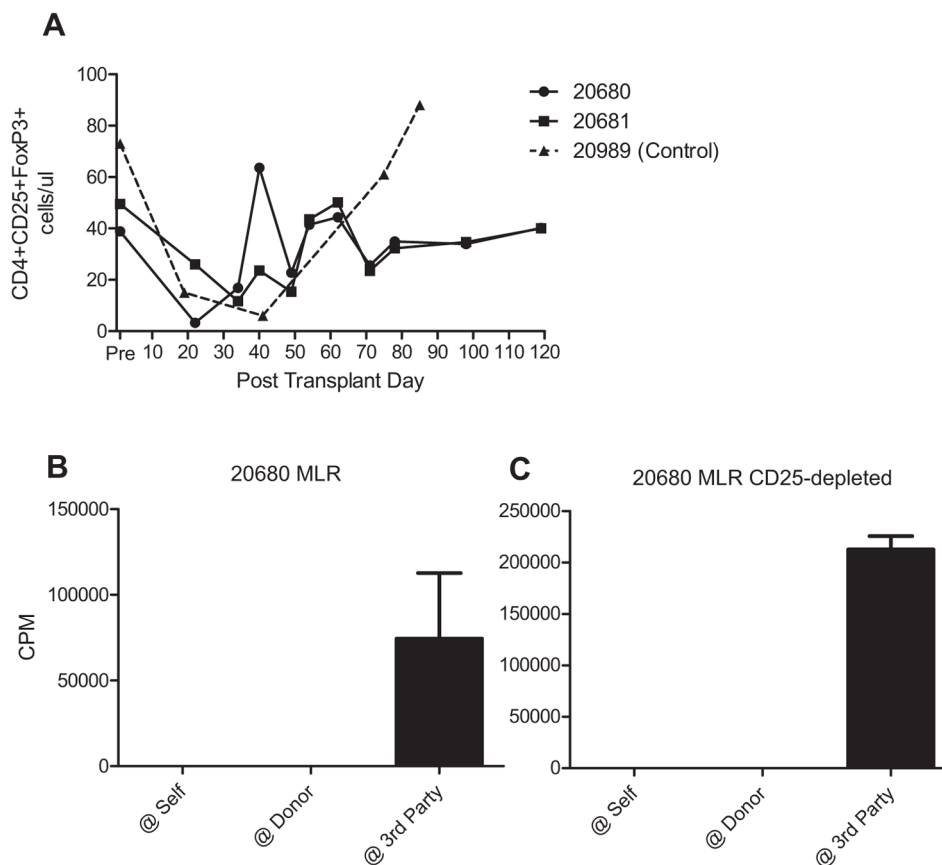 A
100
80
60
40
20
0
CD4+CD25+FoxP3+
cells/ul
Pre 10 20 30 40 50 60 70 80 90 100 110 120
Post Transplant Day
20680
20681
20989 (Control)
B
20680 MLR
150000
100000
50000
0
CPM
@ Self
@ Donor
@ 3rd Party
C
20680 MLR CD25-depleted
250000
200000
150000
100000
50000
0
@ Self
@ Donor
@ 3rd Party